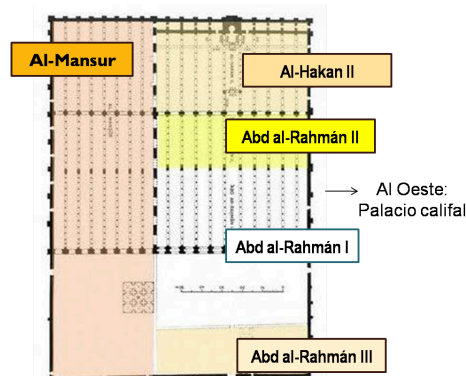 Al-Mansur
Al-Hakan II
Abd al-Rahmán II
Al Oeste:
Palacio califal
Abd al-Rahmán I
Abd al-Rahmán III